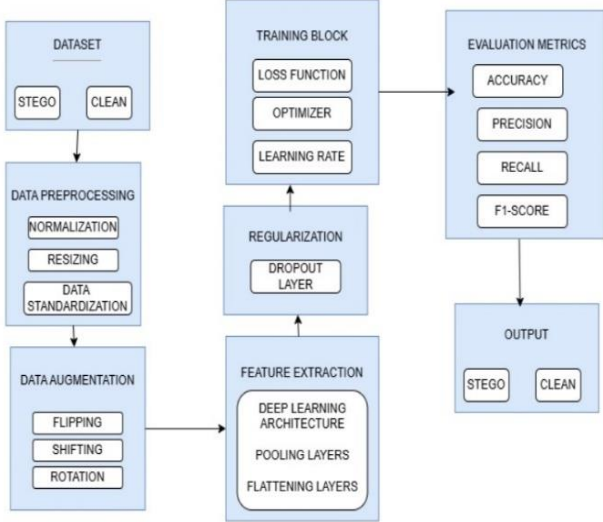 DATASET
STEGO
CLEAN
DATA PREPROCESSING
NORMALIZATION
RESIZING
DATA
STANDARDIZATION
DATA AUGMENTATION
FLIPPING
SHIFTING
ROTATION
FEATURE EXTRACTION
DEEP LEARNING
ARCHITECTURE
POOLING LAYERS
FLATTENING LAYERS
REGULARIZATION
DROPOUT
LAYER
TRAINING BLOCK
LOSS FUNCTION
OPTIMIZER
LEARNING RATE
EVALUATION METRICS
ACCURACY
PRECISION
RECALL
F1-SCORE
OUTPUT
STEGO
CLEAN